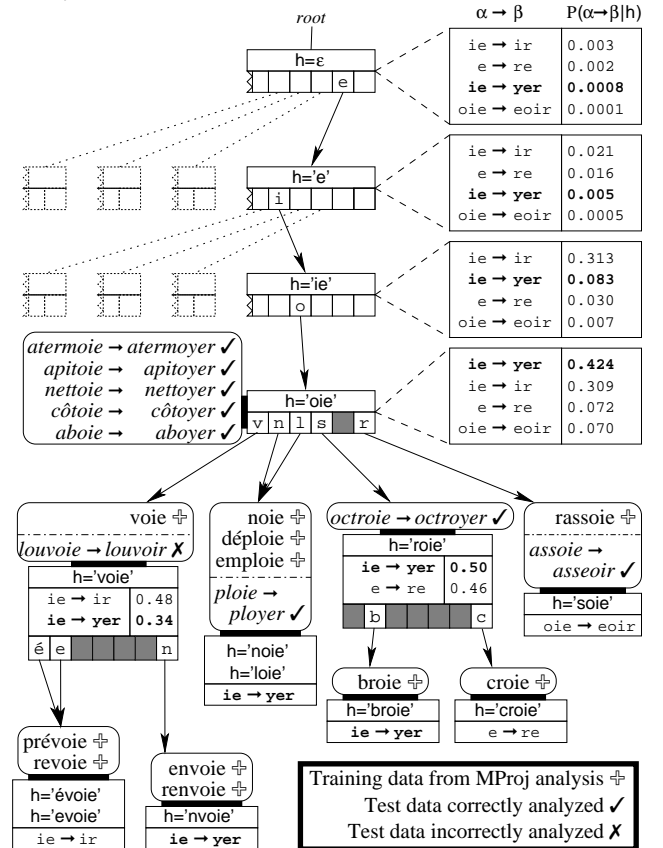 root α → β P(α→β|h)
h=ε
e
ie → ir 0.003
e → re 0.002
ie → yer 0.0008
oie → eoir 0.0001
h='e'
i
ie → ir 0.021
e → re 0.016
ie → yer 0.005
oie → eoir 0.0005
h='ie'
o
ie → ir 0.313
ie → yer 0.083
e → re 0.030
oie → eoir 0.007
atermoie → atermoyer ✓
apitoie → apitoyer ✓
nettoie → nettoyer ✓
côtoie → côtoyer ✓
aboie → aboyer ✓
h='oie'
v n l s r
ie → yer 0.424
ie → ir 0.309
e → re 0.072
oie → eoir 0.070
voie ✙
louvoie → louvoir ✗
h='voie'
ie → ir 0.48
ie → yer 0.34
é e n
noie ✙
déploie ✙
emploie ✙
ploie →
ployer ✓
h='noie'
h='loie'
ie → yer
octroie → octroyer ✓
h='roie'
ie → yer 0.50
e → re 0.46
b c
rassoie ✙
assoie →
asseoir ✓
h='soie'
oie → eoir
broie ✙
h='broie'
ie → yer
croie ✙
h='croie'
e → re
prévoie ✙
revoie ✙
h='évoie'
h='evoie'
ie → ir
envoie ✙
renvoie ✙
h='nvoie'
ie → yer
Training data from MProj analysis ✙
Test data correctly analyzed ✓
Test data incorrectly analyzed ✗